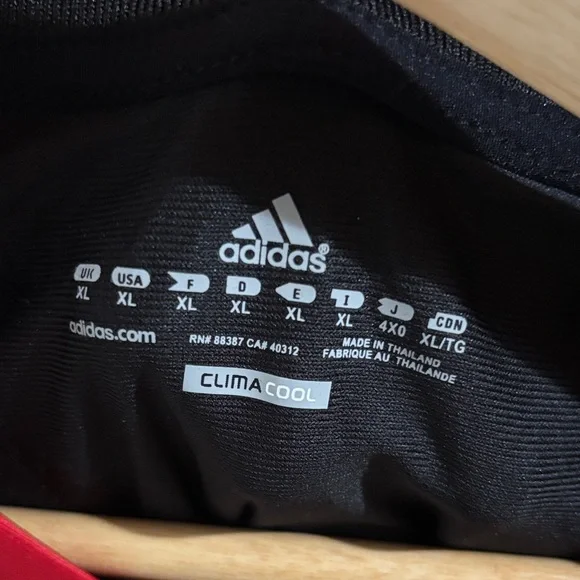 adidas®
UK USA F D E I J CDN
XL XL XL XL XL XL 4XO XL/TG
adidas.com
RN# 88387 CA# 40312
MADE IN THAILAND
FABRIQUE AU THAILANDE
CLIMACOOL